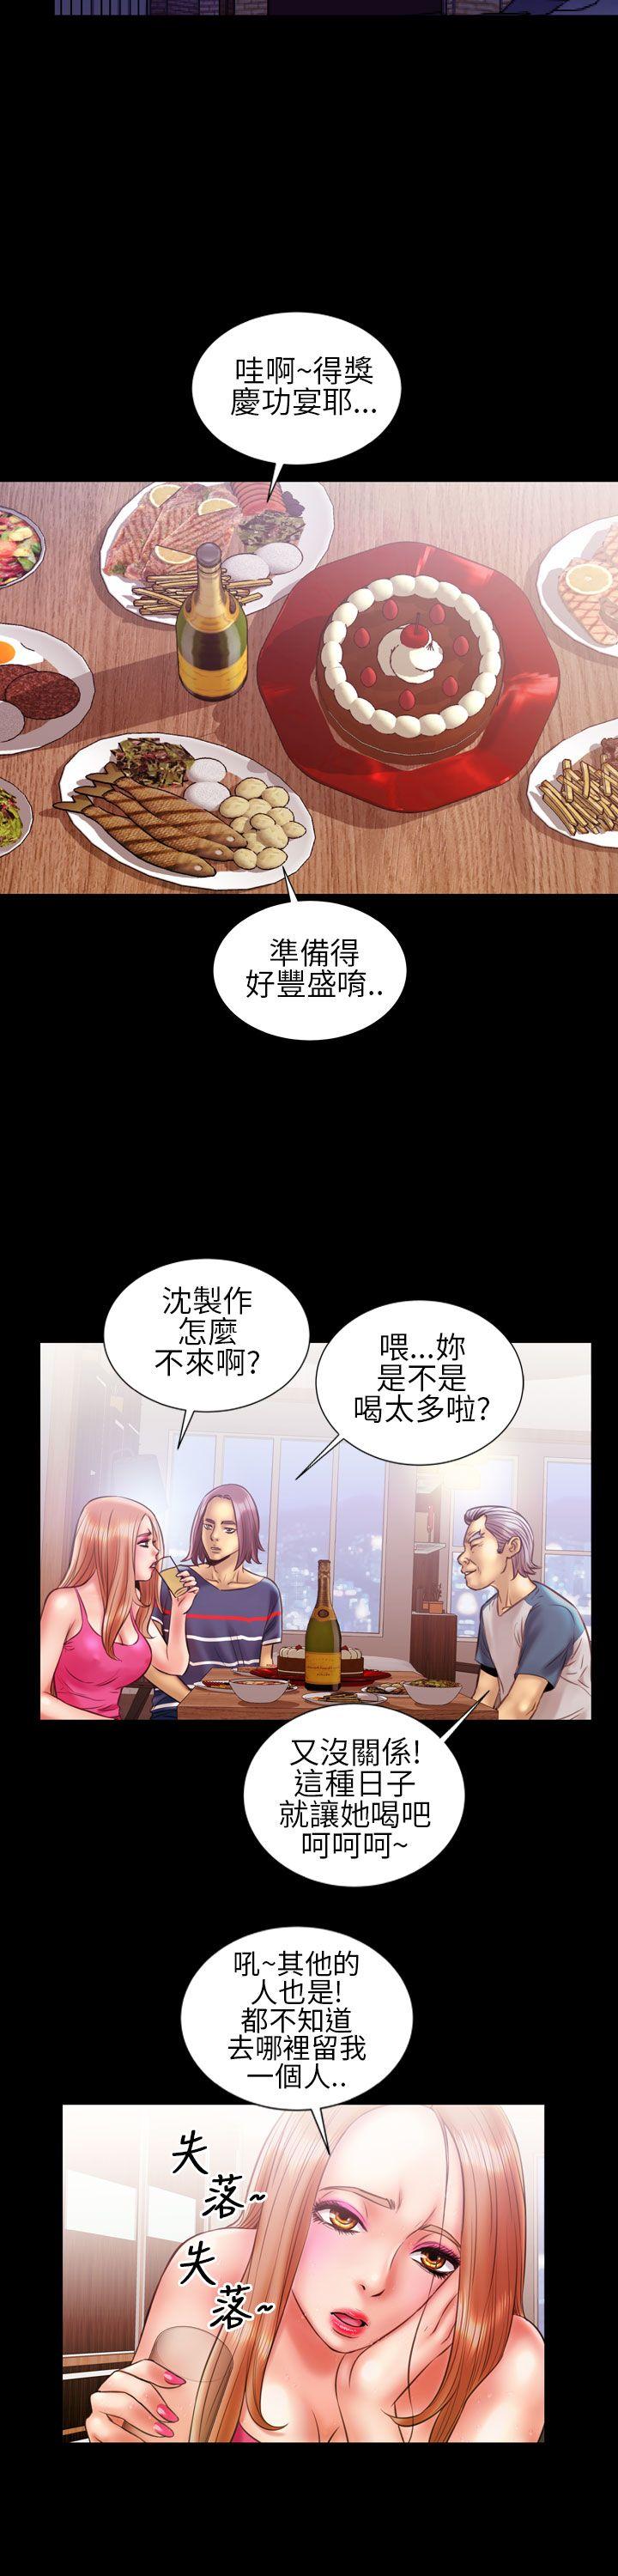 哇啊~得獎
慶功宴耶...
準備得
好豐盛唷..
沈製作
怎麼
不來啊?
喂...妳
是不是
喝太多啦?
又沒關係!
這種日子
就讓她喝吧
呵呵呵~
吼~其他的
人也是!
都不知道
去哪裡留我
一個人..
失
落~
失
落~